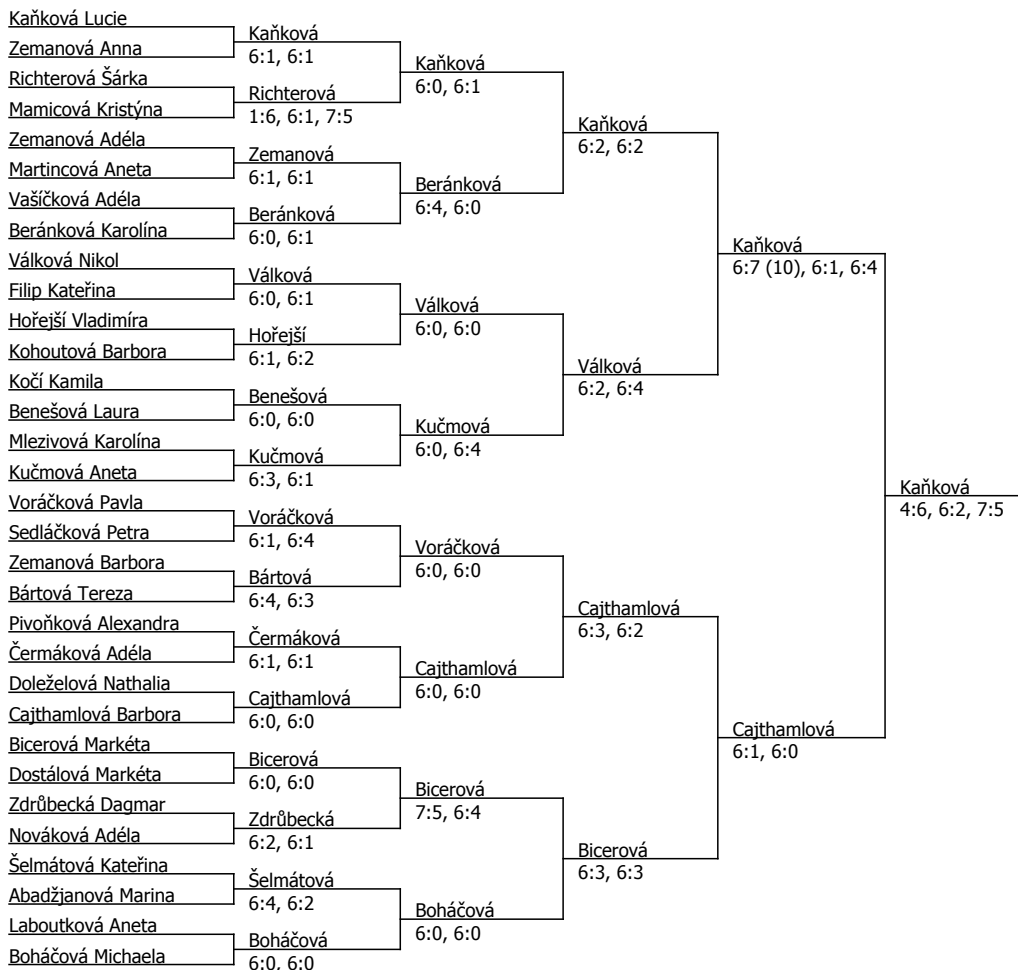 Kaňková Lucie
Zemanová Anna
Richterová Šárka
Mamicová Kristýna
Zemanová Adéla
Martincová Aneta
Vašíčková Adéla
Beránková Karolína
Válková Nikol
Filip Kateřina
Hořejší Vladimíra
Kohoutová Barbora
Kočí Kamila
Benešová Laura
Mlezivová Karolína
Kučmová Aneta
Voráčková Pavla
Sedláčková Petra
Zemanová Barbora
Bártová Tereza
Pivoňková Alexandra
Čermáková Adéla
Doleželová Nathalia
Cajthamlová Barbora
Bicerová Markéta
Dostálová Markéta
Zdrůbecká Dagmar
Nováková Adéla
Šelmátová Kateřina
Abadžjanová Marina
Laboutková Aneta
Boháčová Michaela
Kaňková
6:1, 6:1
Richterová
1:6, 6:1, 7:5
Zemanová
6:1, 6:1
Beránková
6:0, 6:1
Válková
6:0, 6:1
Hořejší
6:1, 6:2
Benešová
6:0, 6:0
Kučmová
6:3, 6:1
Voráčková
6:1, 6:4
Bártová
6:4, 6:3
Čermáková
6:1, 6:1
Cajthamlová
6:0, 6:0
Bicerová
6:0, 6:0
Zdrůbecká
6:2, 6:1
Šelmátová
6:4, 6:2
Boháčová
6:0, 6:0
Kaňková
6:0, 6:1
Beránková
6:4, 6:0
Válková
6:0, 6:0
Kučmová
6:0, 6:4
Voráčková
6:0, 6:0
Cajthamlová
6:0, 6:0
Bicerová
7:5, 6:4
Boháčová
6:0, 6:0
Kaňková
6:2, 6:2
Válková
6:2, 6:4
Cajthamlová
6:3, 6:2
Bicerová
6:3, 6:3
Kaňková
6:7 (10), 6:1, 6:4
Cajthamlová
6:1, 6:0
Kaňková
4:6, 6:2, 7:5